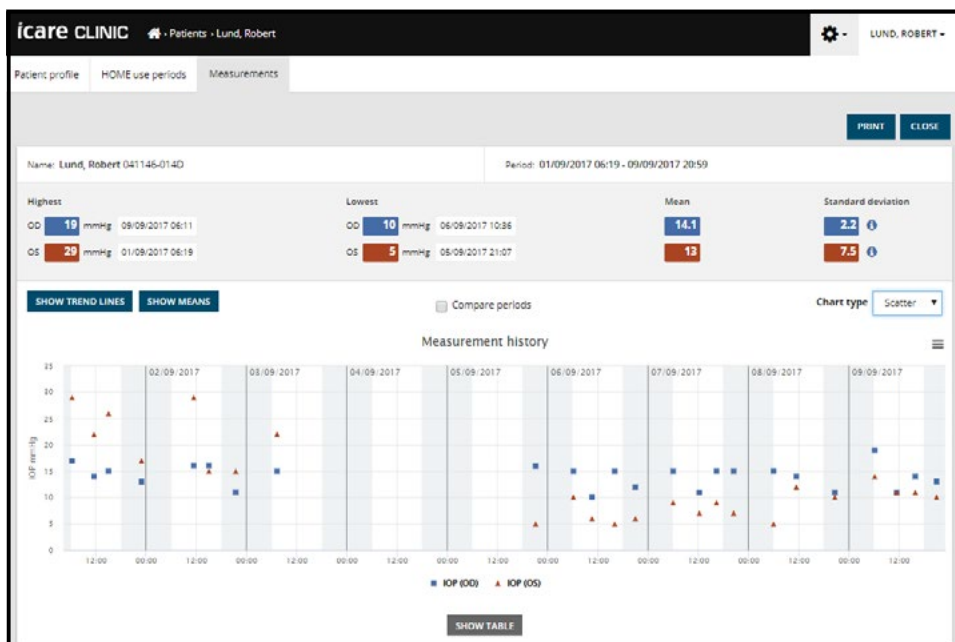 icare CLINIC Patients › Lund, Robert LUND, ROBERT
Patient profile HOME use periods Measurements
PRINT CLOSE
Name: Lund, Robert 041146-014D Period: 01/09/2017 06:19 - 09/09/2017 20:59
Highest Lowest Mean Standard deviation
OD 19 mmHg 09/09/2017 06:11 OD 10 mmHg 06/09/2017 10:36 14.1 2.2
OS 29 mmHg 01/09/2017 06:19 OS 5 mmHg 05/09/2017 21:07 13 7.5
SHOW TREND LINES SHOW MEANS Compare periods Chart type Scatter
Measurement history
35
02/09/2017 03/09/2017 04/09/2017 05/09/2017 06/09/2017 07/09/2017 08/09/2017 09/09/2017
30
25
20
IOP mmHg
15
10
5
0
12:00 00:00 12:00 00:00 12:00 00:00 12:00 00:00 12:00 00:00 12:00 00:00 12:00 00:00 12:00 00:00 12:00
IOP (OD) IOP (OS)
SHOW TABLE